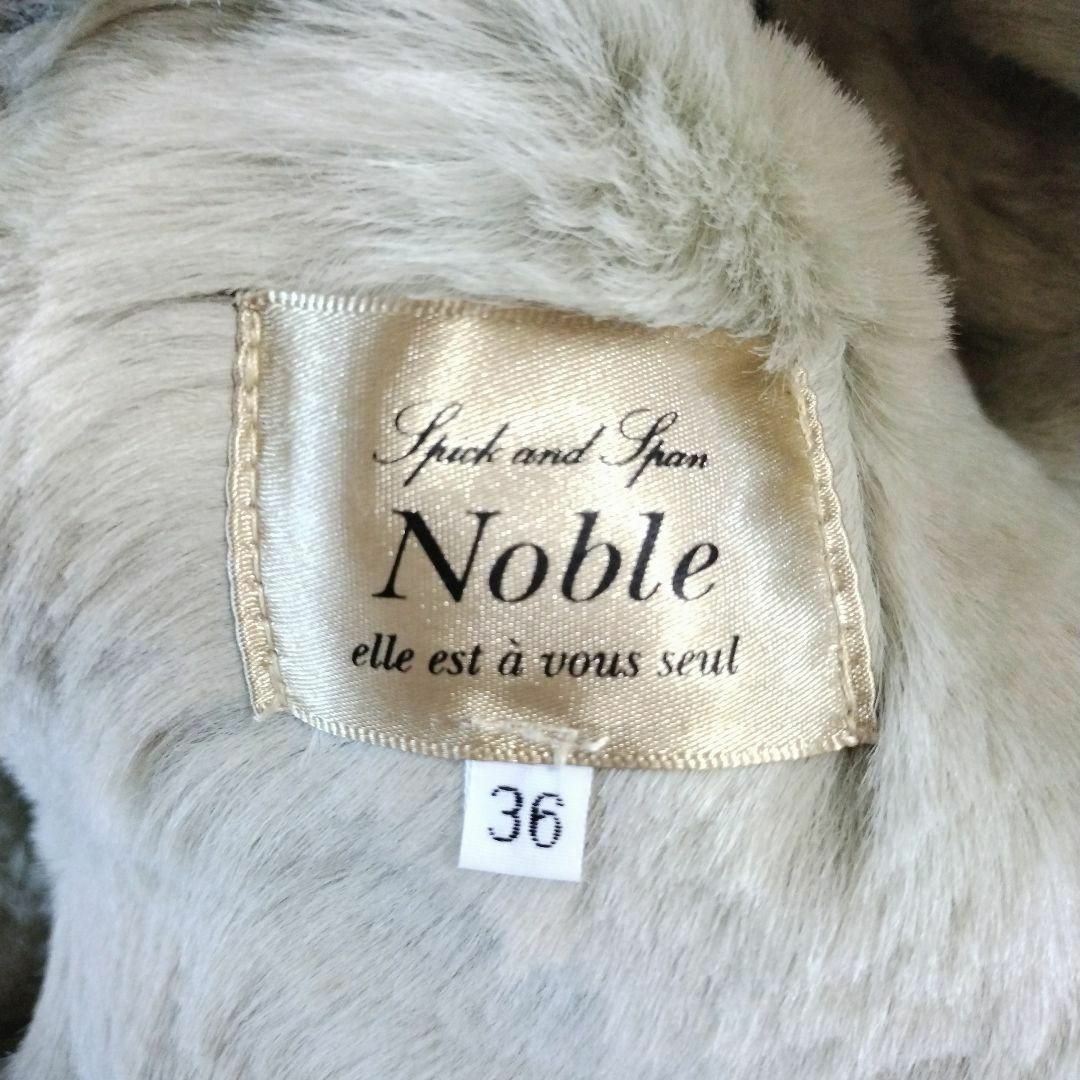 Spick and Span
Noble
elle est à vous seul
36